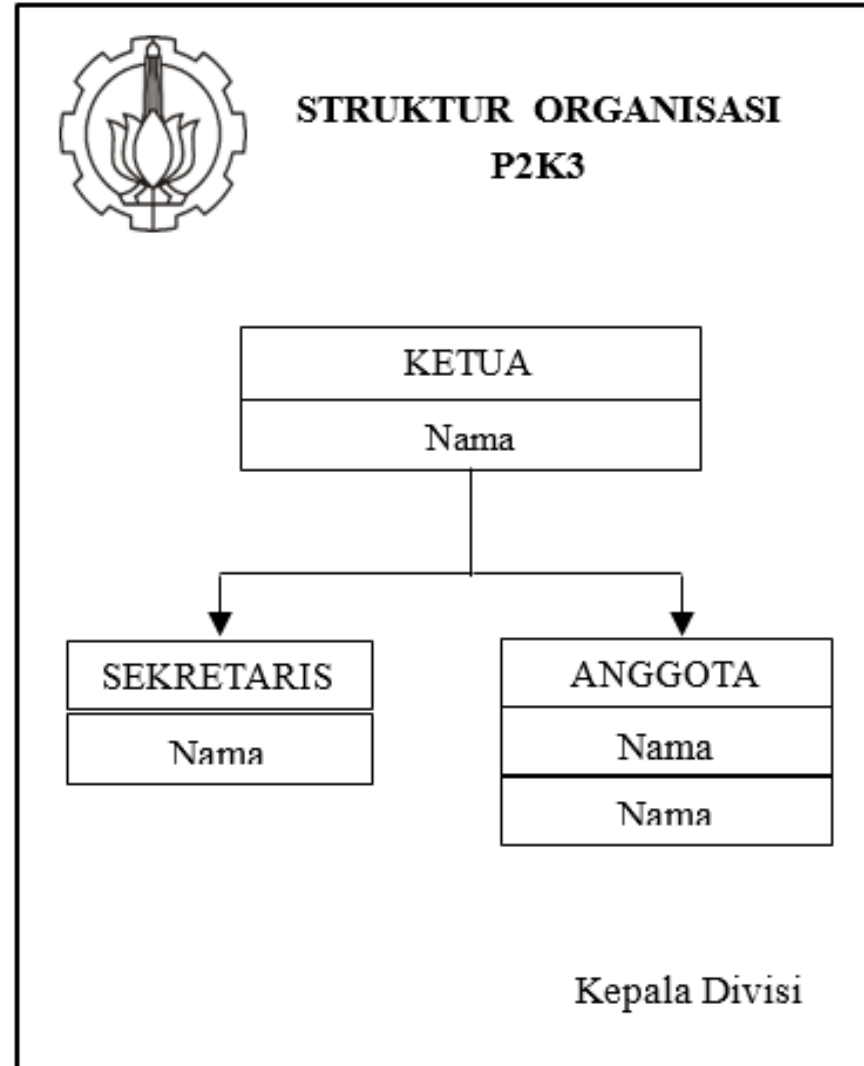 STRUKTUR ORGANISASI
P2K3
KETUA
Nama
SEKRETARIS
Nama
ANGGOTA
Nama
Nama
Kepala Divisi